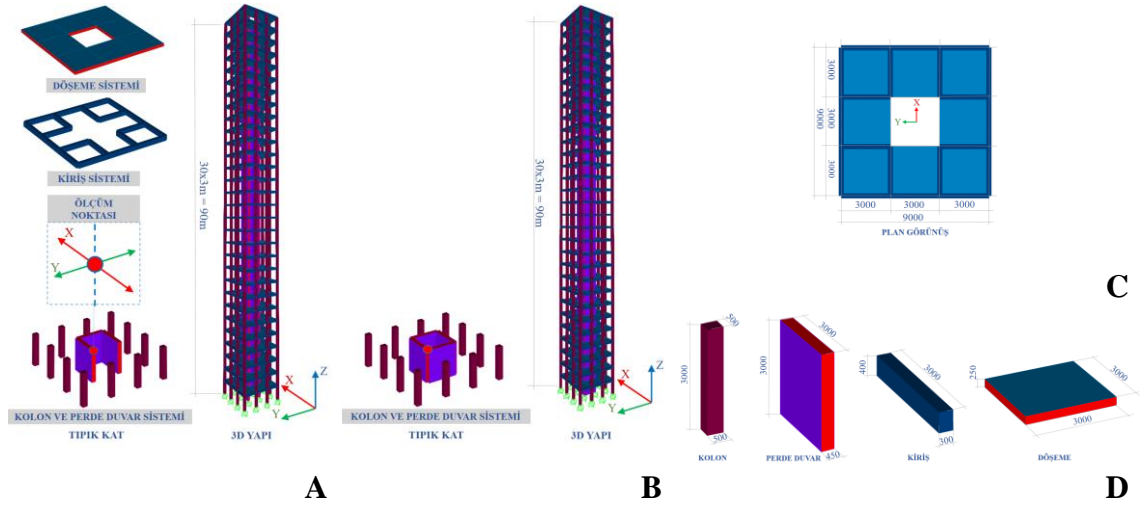 DÖŞEME SİSTEMİ
KİRİŞ SİSTEMİ
ÖLÇÜM
NOKTASI
X
Y
KOLON VE PERDE DUVAR SİSTEMİ
TIPIK KAT
30x3m = 90m
X
Y
Z
3D YAPI
A
KOLON VE PERDE DUVAR SİSTEMİ
TIPIK KAT
30x3m = 90m
X
Y
Z
3D YAPI
B
3000
3000
3000
9000
X
Y
3000
3000
3000
9000
PLAN GÖRÜNÜŞ
C
500
3000
500
KOLON
3000
3000
450
PERDE DUVAR
400
3000
300
KİRİŞ
250
3000
3000
DÖŞEME
D